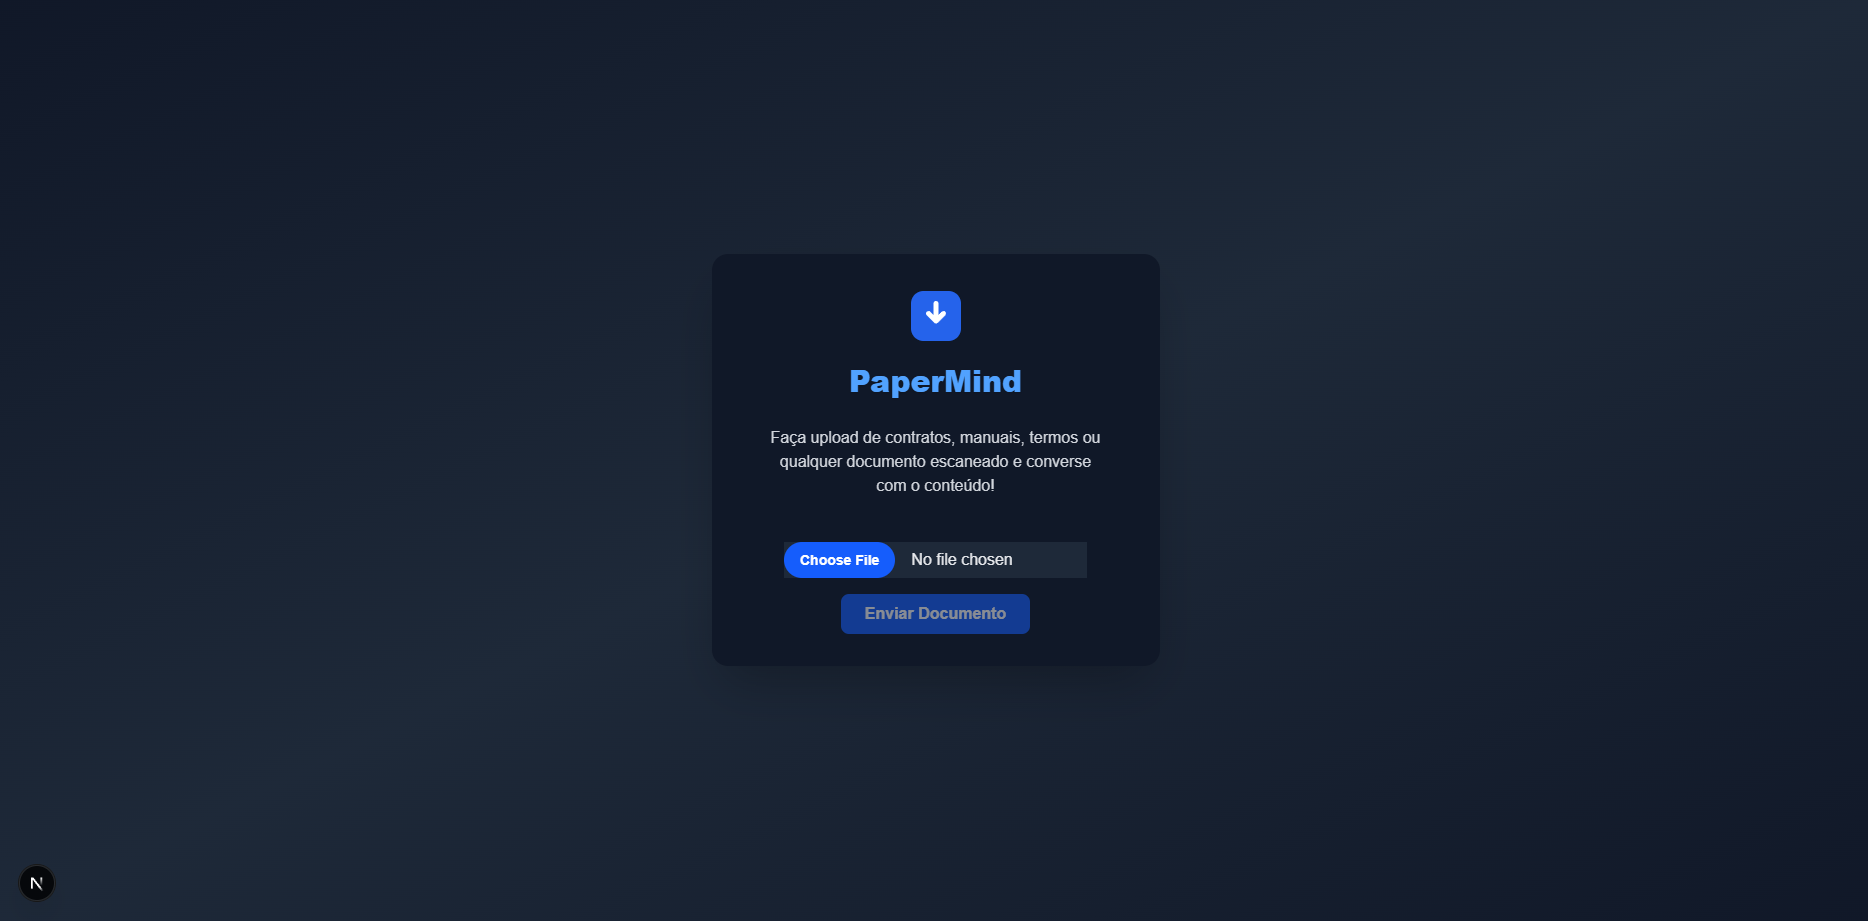 PaperMind
Faça upload de contratos, manuais, termos ou
qualquer documento escaneado e converse
com o conteúdo!
Choose File No file chosen
Enviar Documento
N